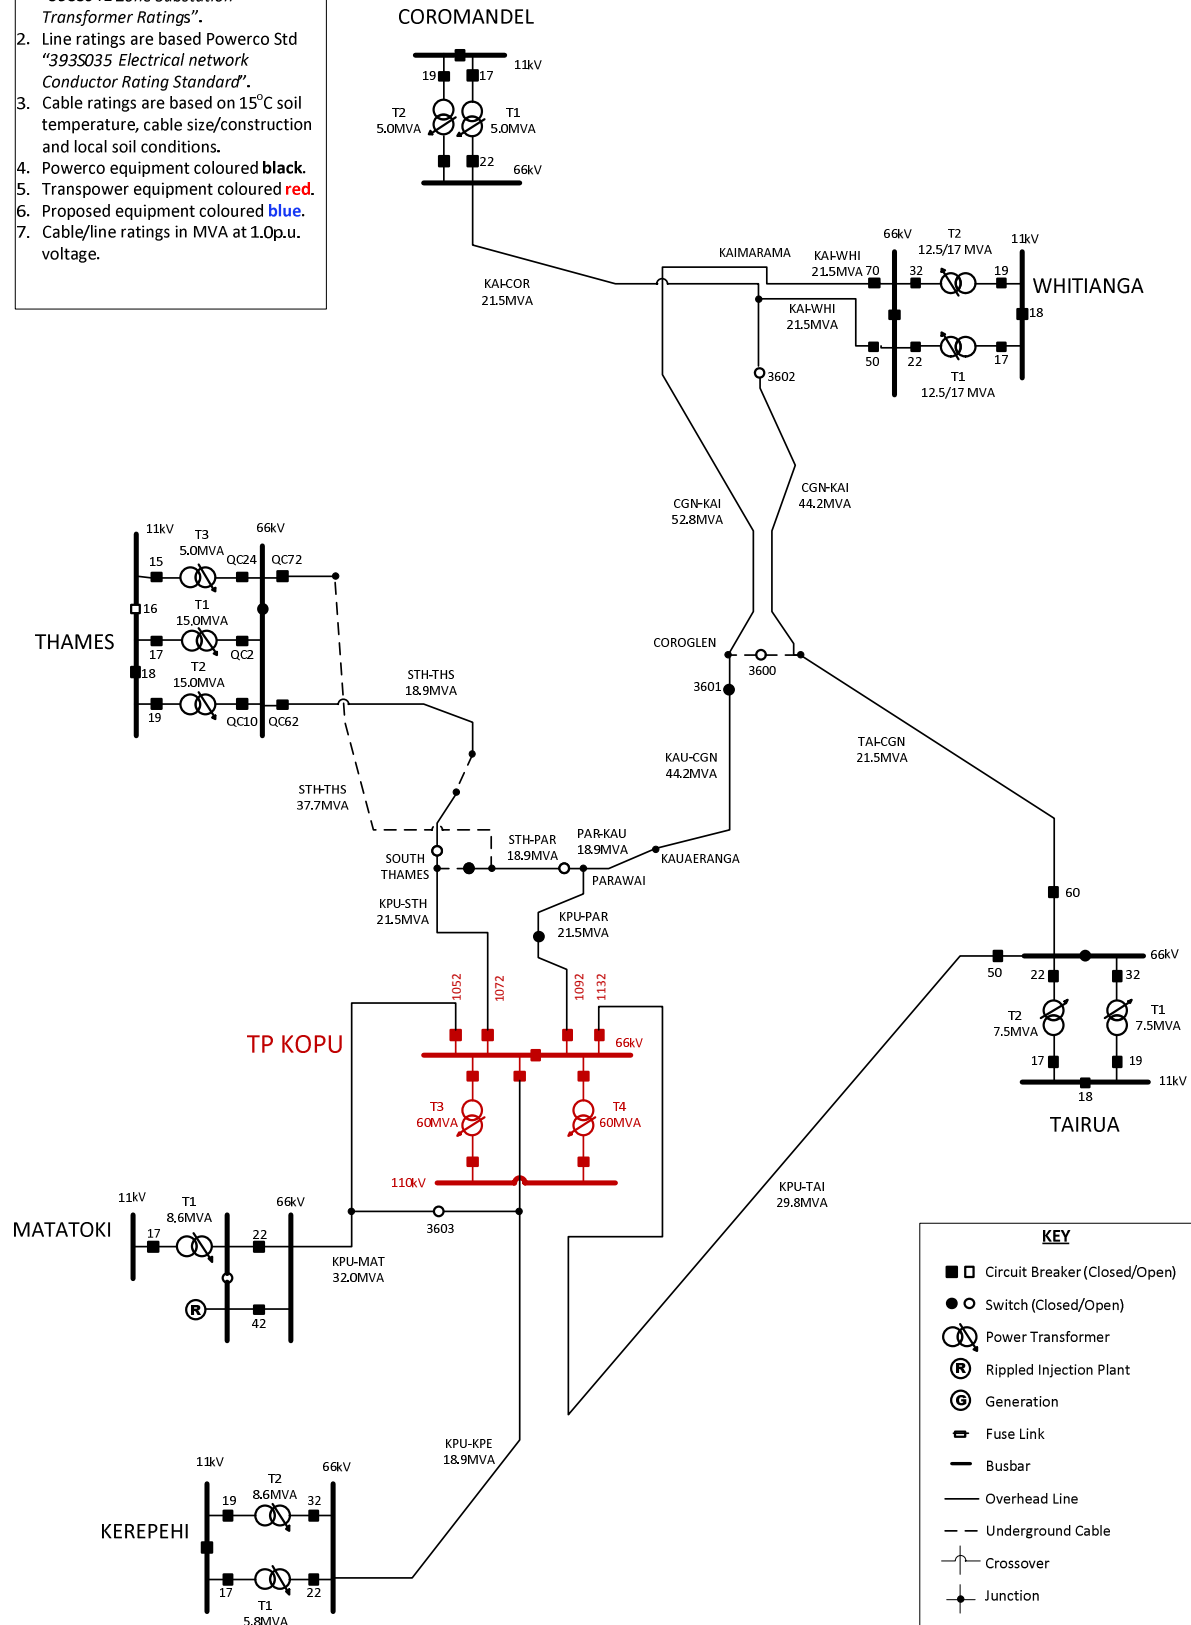 Transformer Ratings".
2. Line ratings are based Powerco Std
"393S035 Electrical network
Conductor Rating Standard".
3. Cable ratings are based on 15°C soil
temperature, cable size/construction
and local soil conditions.
4. Powerco equipment coloured black.
5. Transpower equipment coloured red.
6. Proposed equipment coloured blue.
7. Cable/line ratings in MVA at 1.0p.u.
voltage.
COROMANDEL
11kV
19
17
T2
5.0MVA
T1
5.0MVA
22
66kV
KAI-COR
21.5MVA
KAIMARAMA
KAI-WHI
21.5MVA
70
KAI-WHI
21.5MVA
50
66kV
T2
12.5/17 MVA
11kV
32
19
WHITIANGA
18
22
17
T1
12.5/17 MVA
3602
CGN-KAI
52.8MVA
CGN-KAI
44.2MVA
11kV
T3
5.0MVA
66kV
15
QC24
QC72
16
T1
15.0MVA
THAMES
17
QC2
18
T2
15.0MVA
19
QC10
QC62
STH-THS
18.9MVA
STH-THS
37.7MVA
COROGLEN
3600
3601
KAU-CGN
44.2MVA
TAI-CGN
21.5MVA
STH-PAR
18.9MVA
PAR-KAU
18.9MVA
SOUTH
THAMES
PARAWAI
KAUAERANGA
KPU-STH
21.5MVA
KPU-PAR
21.5MVA
60
50
66kV
22
32
T2
7.5MVA
T1
7.5MVA
17
19
11kV
18
TAIRUA
1052
1072
1092
1132
TP KOPU
66kV
T3
60MVA
T4
60MVA
110kV
3603
KPU-TAI
29.8MVA
11kV
T1
8.6MVA
66kV
MATATOKI
17
22
KPU-MAT
32.0MVA
R
42
KPU-KPE
18.9MVA
11kV
T2
8.6MVA
66kV
19
32
KEREPEHI
17
22
T1
5.8MVA
KEY
Circuit Breaker (Closed/Open)
Switch (Closed/Open)
Power Transformer
R Rippled Injection Plant
G Generation
Fuse Link
Busbar
Overhead Line
Underground Cable
Crossover
Junction